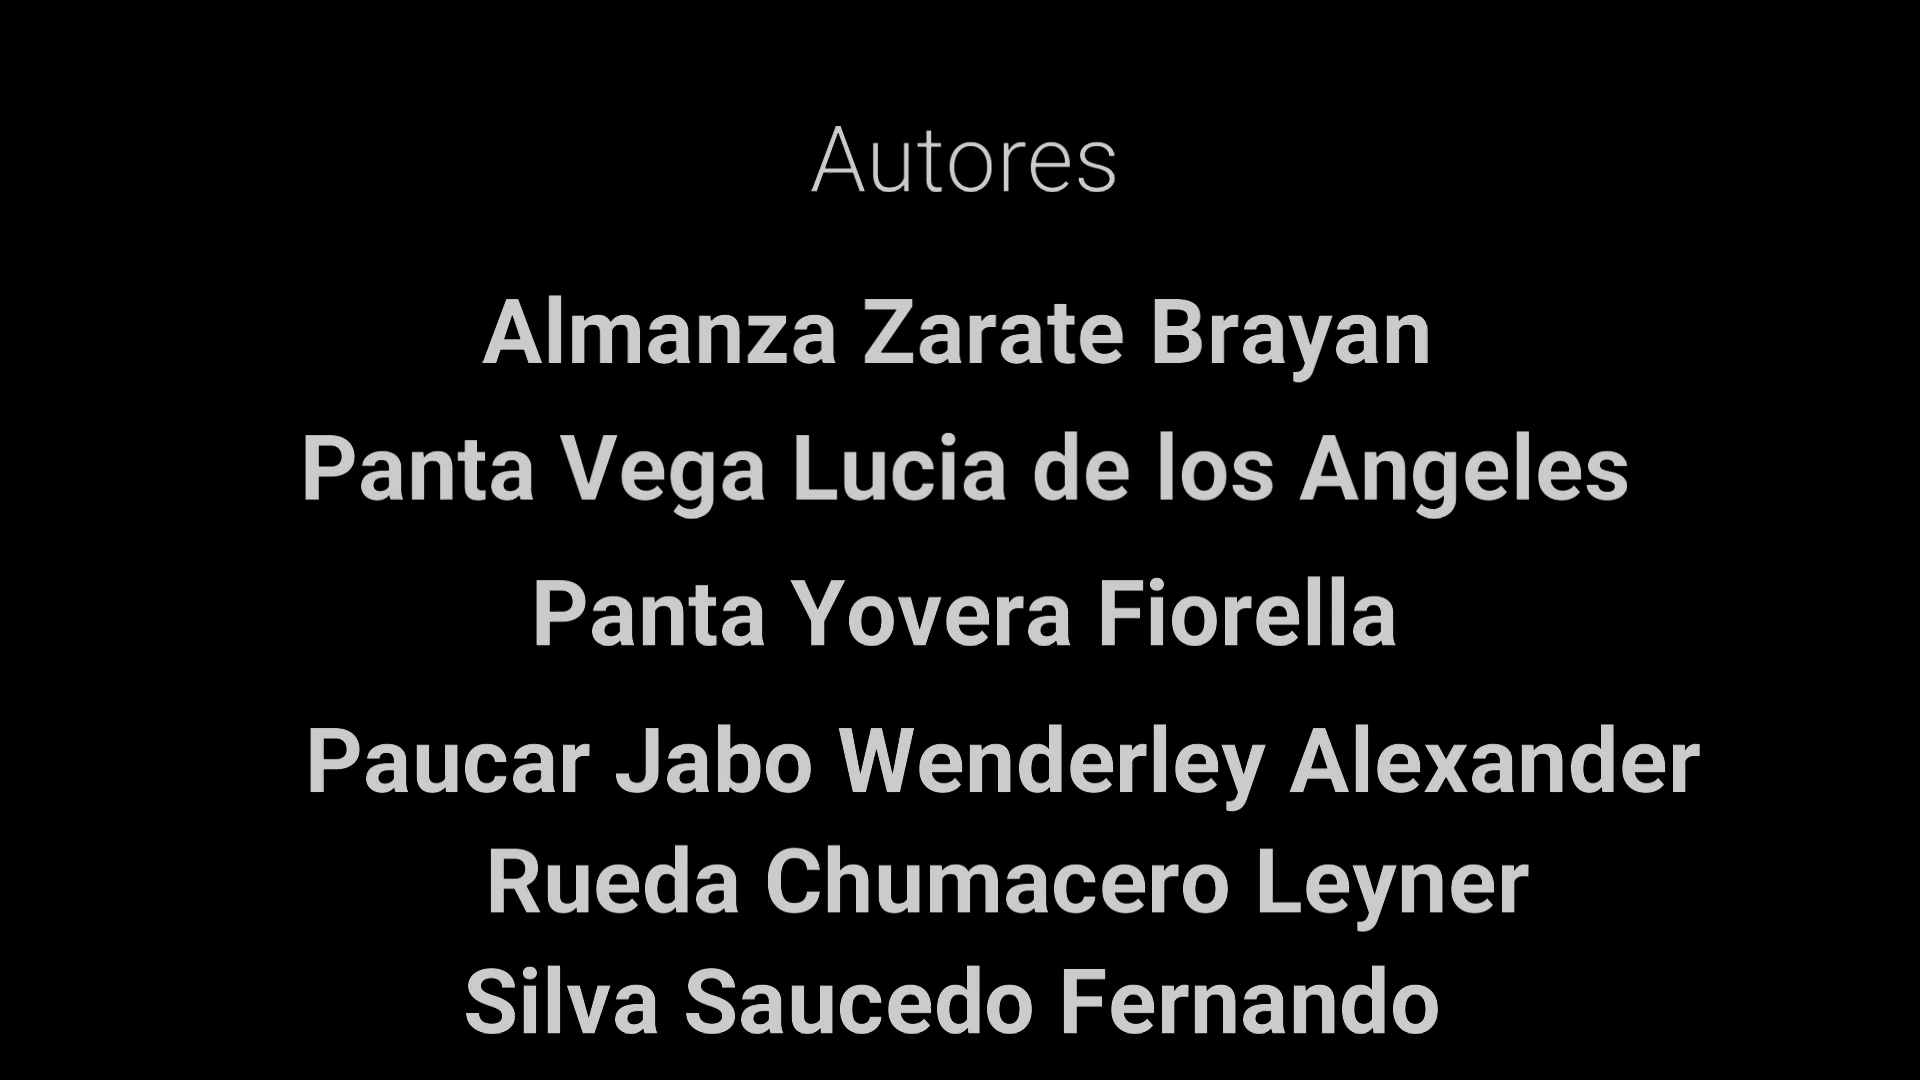 Autores
Almanza Zarate Brayan
Panta Vega Lucia de los Angeles
Panta Yovera Fiorella
Paucar Jabo Wenderley Alexander
Rueda Chumacero Leyner
Silva Saucedo Fernando